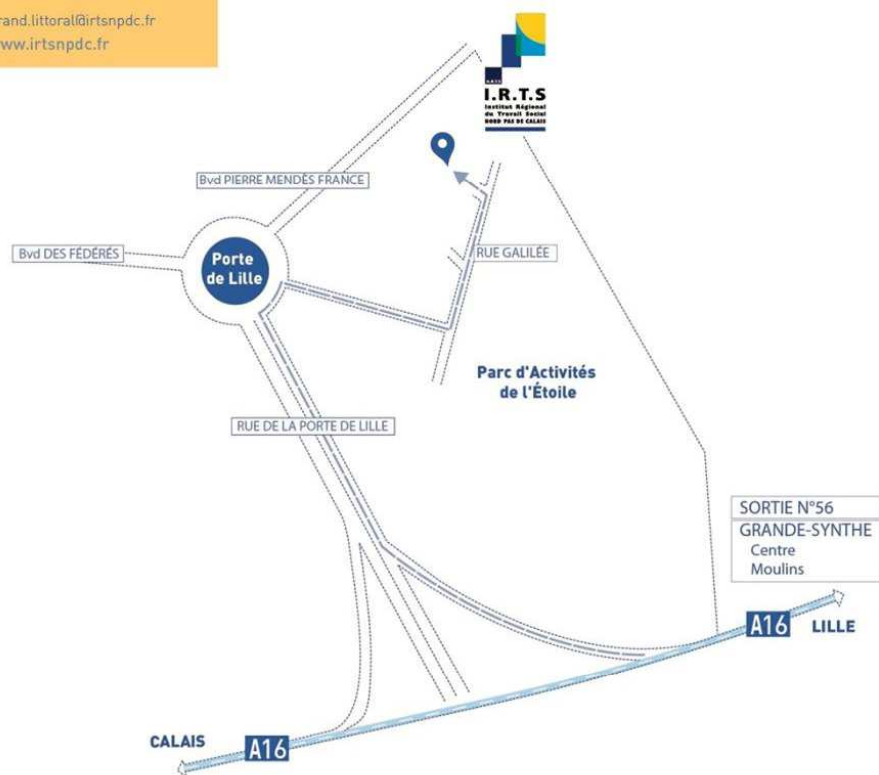 rand.littoral@irtsnpdc.fr
ww.irtsnpdc.fr
I.R.T.S
Institut Régional
du Travail Social
NORD PAS DE CALAIS
Bvd PIERRE MENDÈS FRANCE
Bvd DES FÉDÉRÉS
Porte
de Lille
RUE GALILÉE
Parc d'Activités
de l'Étoile
RUE DE LA PORTE DE LILLE
SORTIE N°56
GRANDE-SYNTHE
Centre
Moulins
A16
LILLE
CALAIS
A16